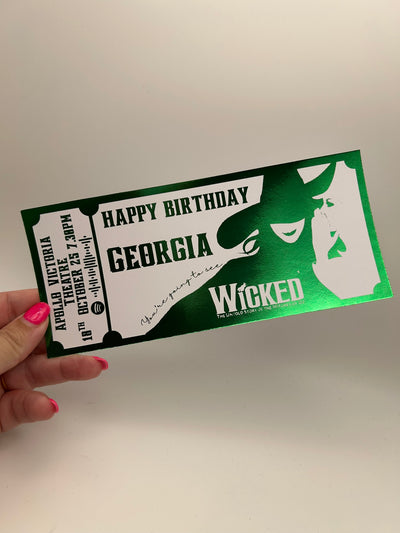 APOLLO VICTORIA
THEATRE
18TH OCTOBER 25 7.30PM
HAPPY BIRTHDAY
GEORGIA
You're going to see
WICKED
THE UNTOLD STORY OF THE WITCHES OF OZ